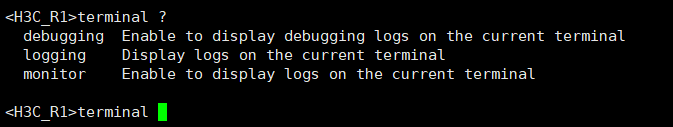 <H3C_R1>terminal ?
  debugging  Enable to display debugging logs on the current terminal
  logging    Display logs on the current terminal
  monitor    Enable to display logs on the current terminal
<H3C_R1>terminal